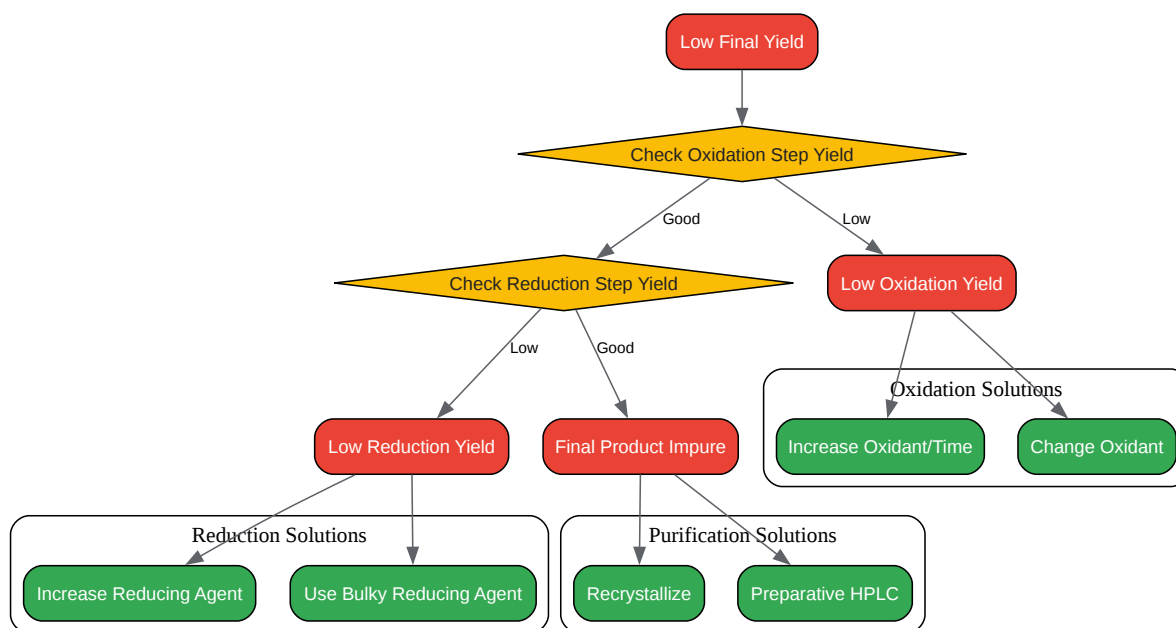 Low Final Yield
Check Oxidation Step Yield
Good
Low
Check Reduction Step Yield
Low Oxidation Yield
Low
Good
Oxidation Solutions
Low Reduction Yield
Final Product Impure
Increase Oxidant/Time
Change Oxidant
Reduction Solutions
Purification Solutions
Increase Reducing Agent
Use Bulky Reducing Agent
Recrystallize
Preparative HPLC